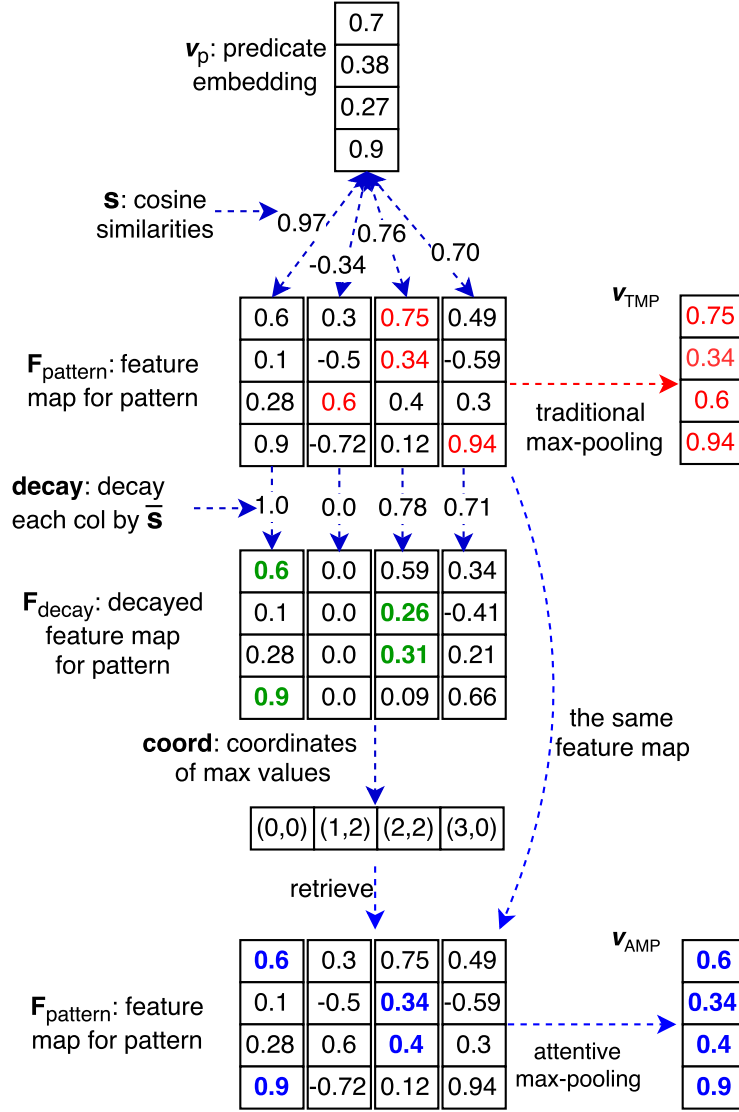 0.7
v_p: predicate
embedding
0.38
0.27
0.9
s: cosine
similarities
0.97
-0.34
0.76
0.70
v_TMP
0.6 0.3 0.75 0.49
0.1 -0.5 0.34 -0.59
0.28 0.6 0.4 0.3
0.9 -0.72 0.12 0.94
F_pattern: feature
map for pattern
traditional
max-pooling
0.75
0.34
0.6
0.94
decay: decay
each col by s̅
1.0 0.0 0.78 0.71
0.6 0.0 0.59 0.34
0.1 0.0 0.26 -0.41
0.28 0.0 0.31 0.21
0.9 0.0 0.09 0.66
F_decay: decayed
feature map
for pattern
the same
feature map
coord: coordinates
of max values
(0,0) (1,2) (2,2) (3,0)
retrieve
v_AMP
0.6 0.3 0.75 0.49
0.1 -0.5 0.34 -0.59
0.28 0.6 0.4 0.3
0.9 -0.72 0.12 0.94
F_pattern: feature
map for pattern
attentive
max-pooling
0.6
0.34
0.4
0.9